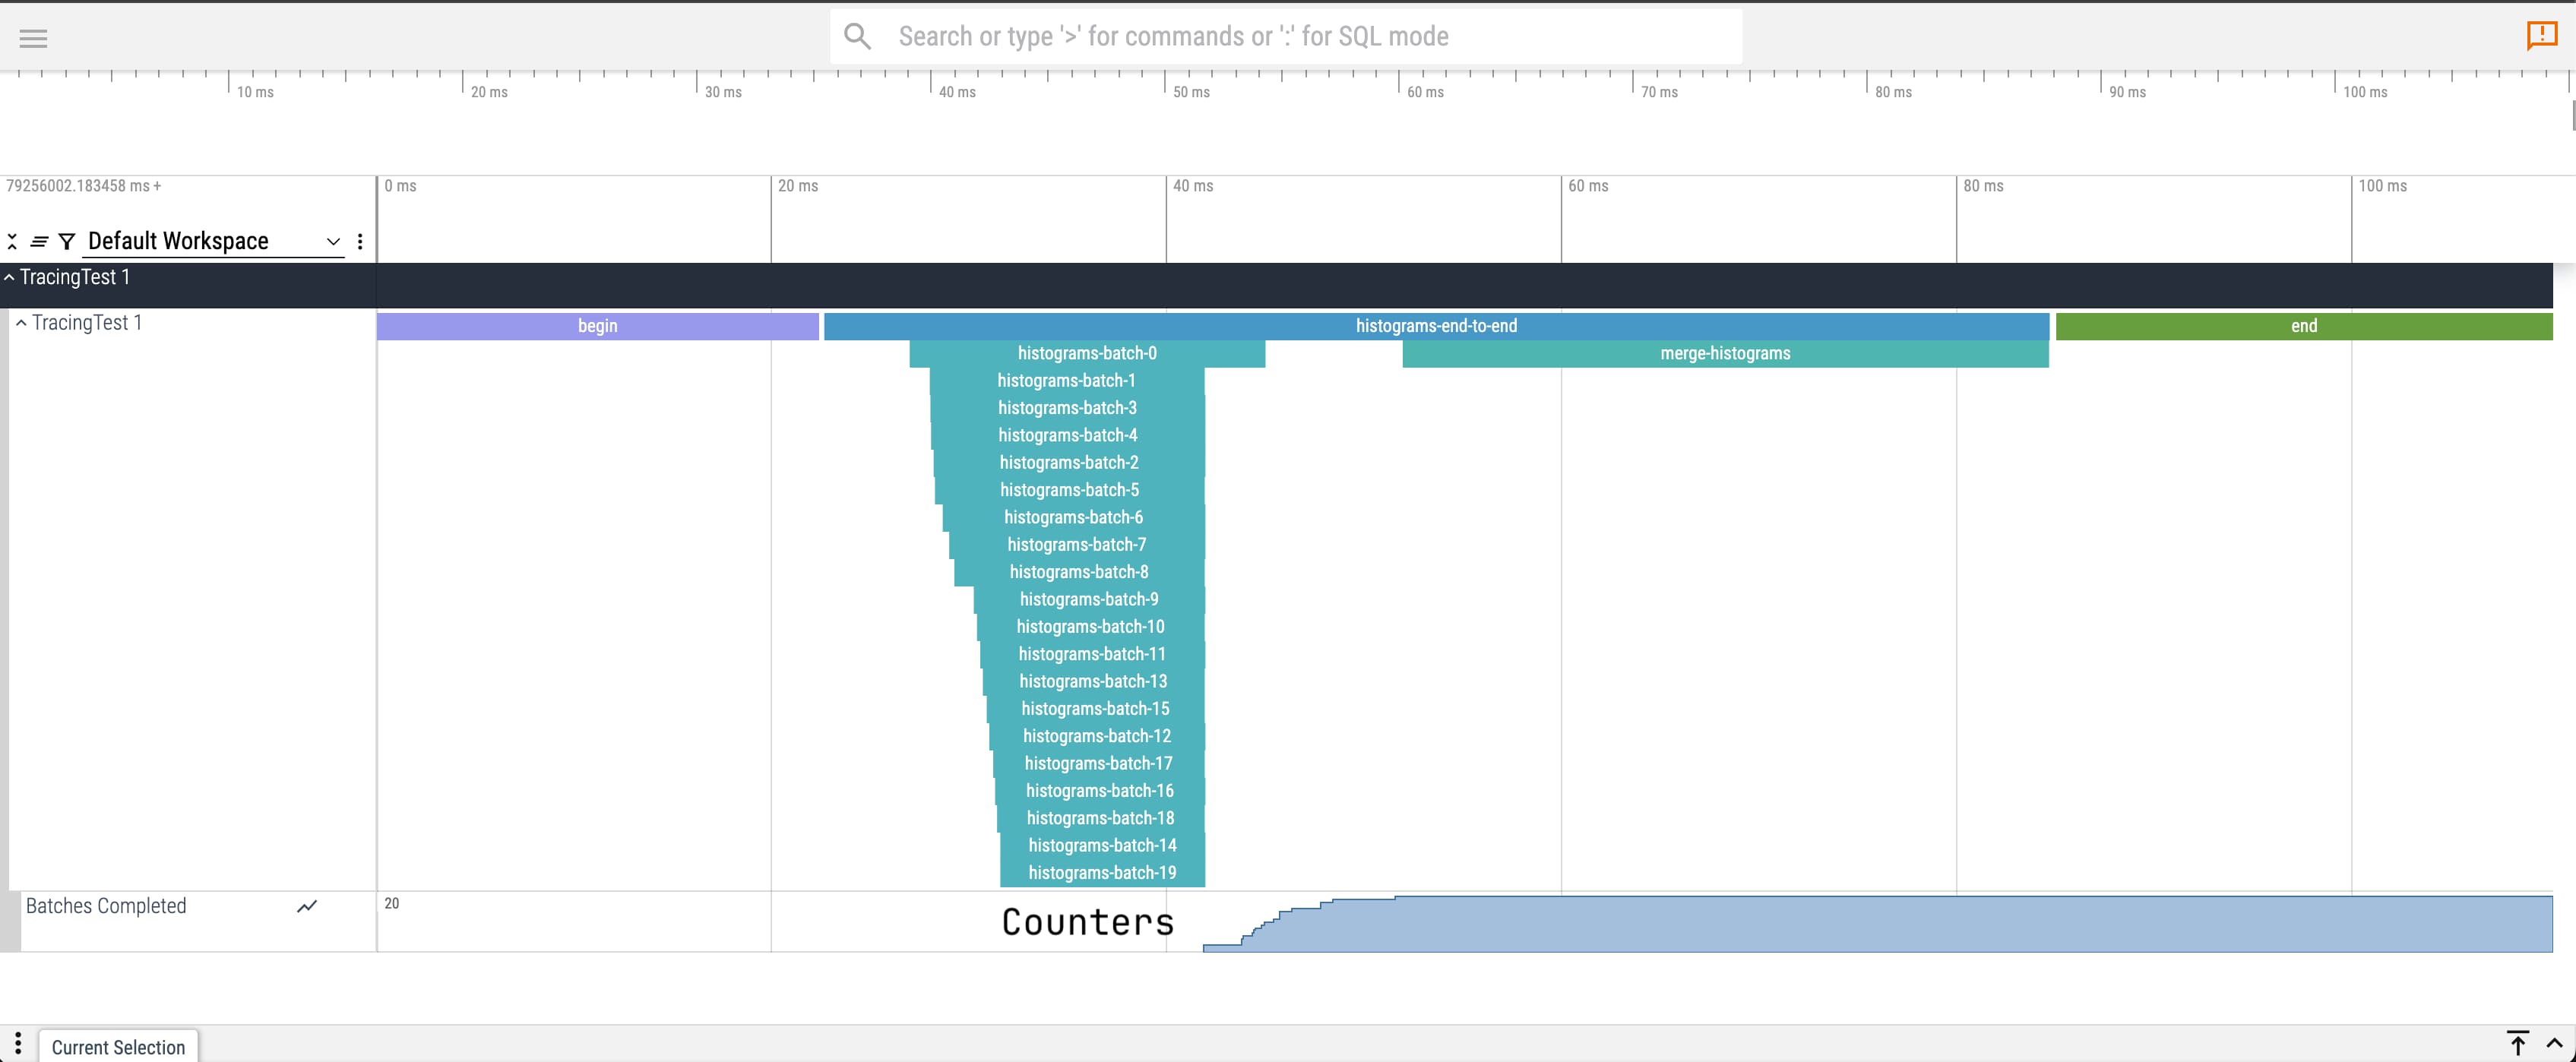 Search or type '>' for commands or ':' for SQL mode
10 ms 20 ms 30 ms 40 ms 50 ms 60 ms 70 ms 80 ms 90 ms 100 ms
79256002.183458 ms + 0 ms 20 ms 40 ms 60 ms 80 ms 100 ms
Default Workspace
TracingTest 1
TracingTest 1 begin histograms-end-to-end end
histograms-batch-0 merge-histograms
histograms-batch-1
histograms-batch-3
histograms-batch-4
histograms-batch-2
histograms-batch-5
histograms-batch-6
histograms-batch-7
histograms-batch-8
histograms-batch-9
histograms-batch-10
histograms-batch-11
histograms-batch-13
histograms-batch-15
histograms-batch-12
histograms-batch-17
histograms-batch-16
histograms-batch-18
histograms-batch-14
histograms-batch-19
Batches Completed 20 Counters
Current Selection